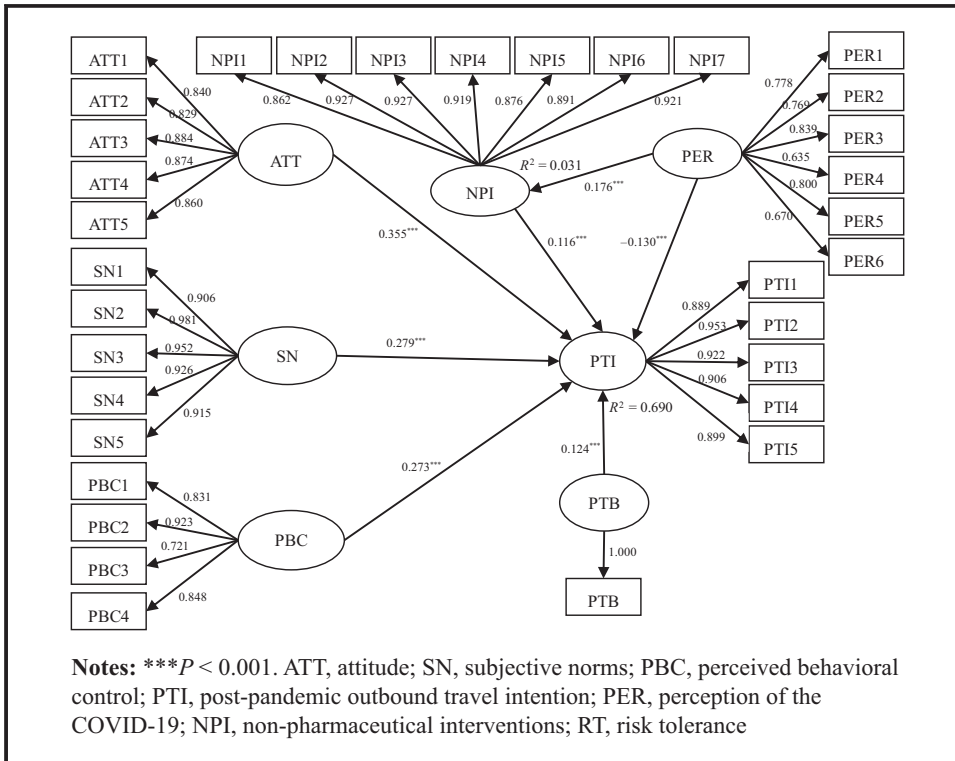 ATT1
ATT2
ATT3
ATT4
ATT5
0.840
0.829
0.884
0.874
0.860
ATT
NPI1
NPI2
NPI3
NPI4
NPI5
NPI6
NPI7
0.862
0.927
0.927
0.919
0.876
0.891
0.921
NPI
R² = 0.031
0.176***
PER
PER1
PER2
PER3
PER4
PER5
PER6
0.778
0.769
0.839
0.635
0.800
0.670
0.355***
0.116***
−0.130***
SN1
SN2
SN3
SN4
SN5
0.906
0.981
0.952
0.926
0.915
SN
0.279***
PTI
R² = 0.690
PTI1
PTI2
PTI3
PTI4
PTI5
0.889
0.953
0.922
0.906
0.899
PBC1
PBC2
PBC3
PBC4
0.831
0.923
0.721
0.848
PBC
0.273***
0.124***
PTB
1.000
PTB
Notes: ***P < 0.001. ATT, attitude; SN, subjective norms; PBC, perceived behavioral
control; PTI, post-pandemic outbound travel intention; PER, perception of the
COVID-19; NPI, non-pharmaceutical interventions; RT, risk tolerance